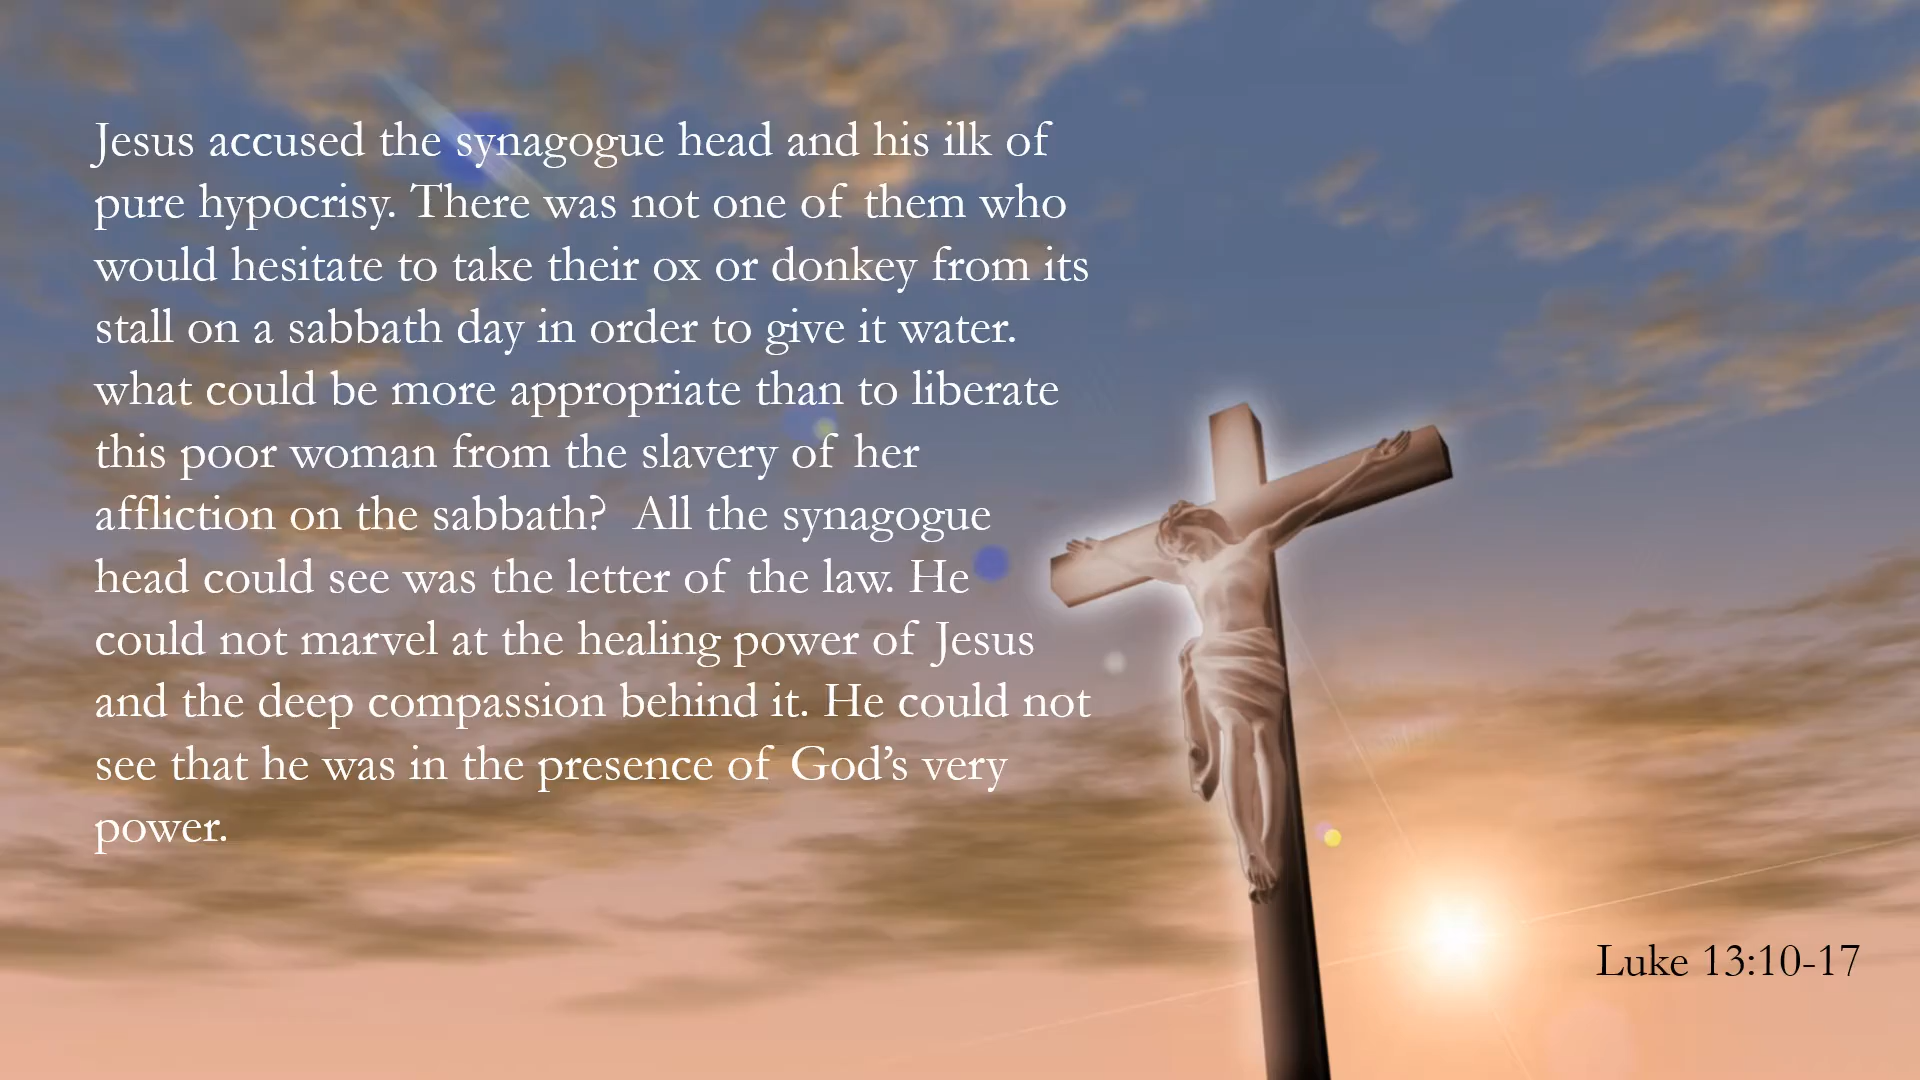 Jesus accused the synagogue head and his ilk of
pure hypocrisy. There was not one of them who
would hesitate to take their ox or donkey from its
stall on a sabbath day in order to give it water.
what could be more appropriate than to liberate
this poor woman from the slavery of her
affliction on the sabbath?  All the synagogue
head could see was the letter of the law. He
could not marvel at the healing power of Jesus
and the deep compassion behind it. He could not
see that he was in the presence of God’s very
power.
Luke 13:10-17